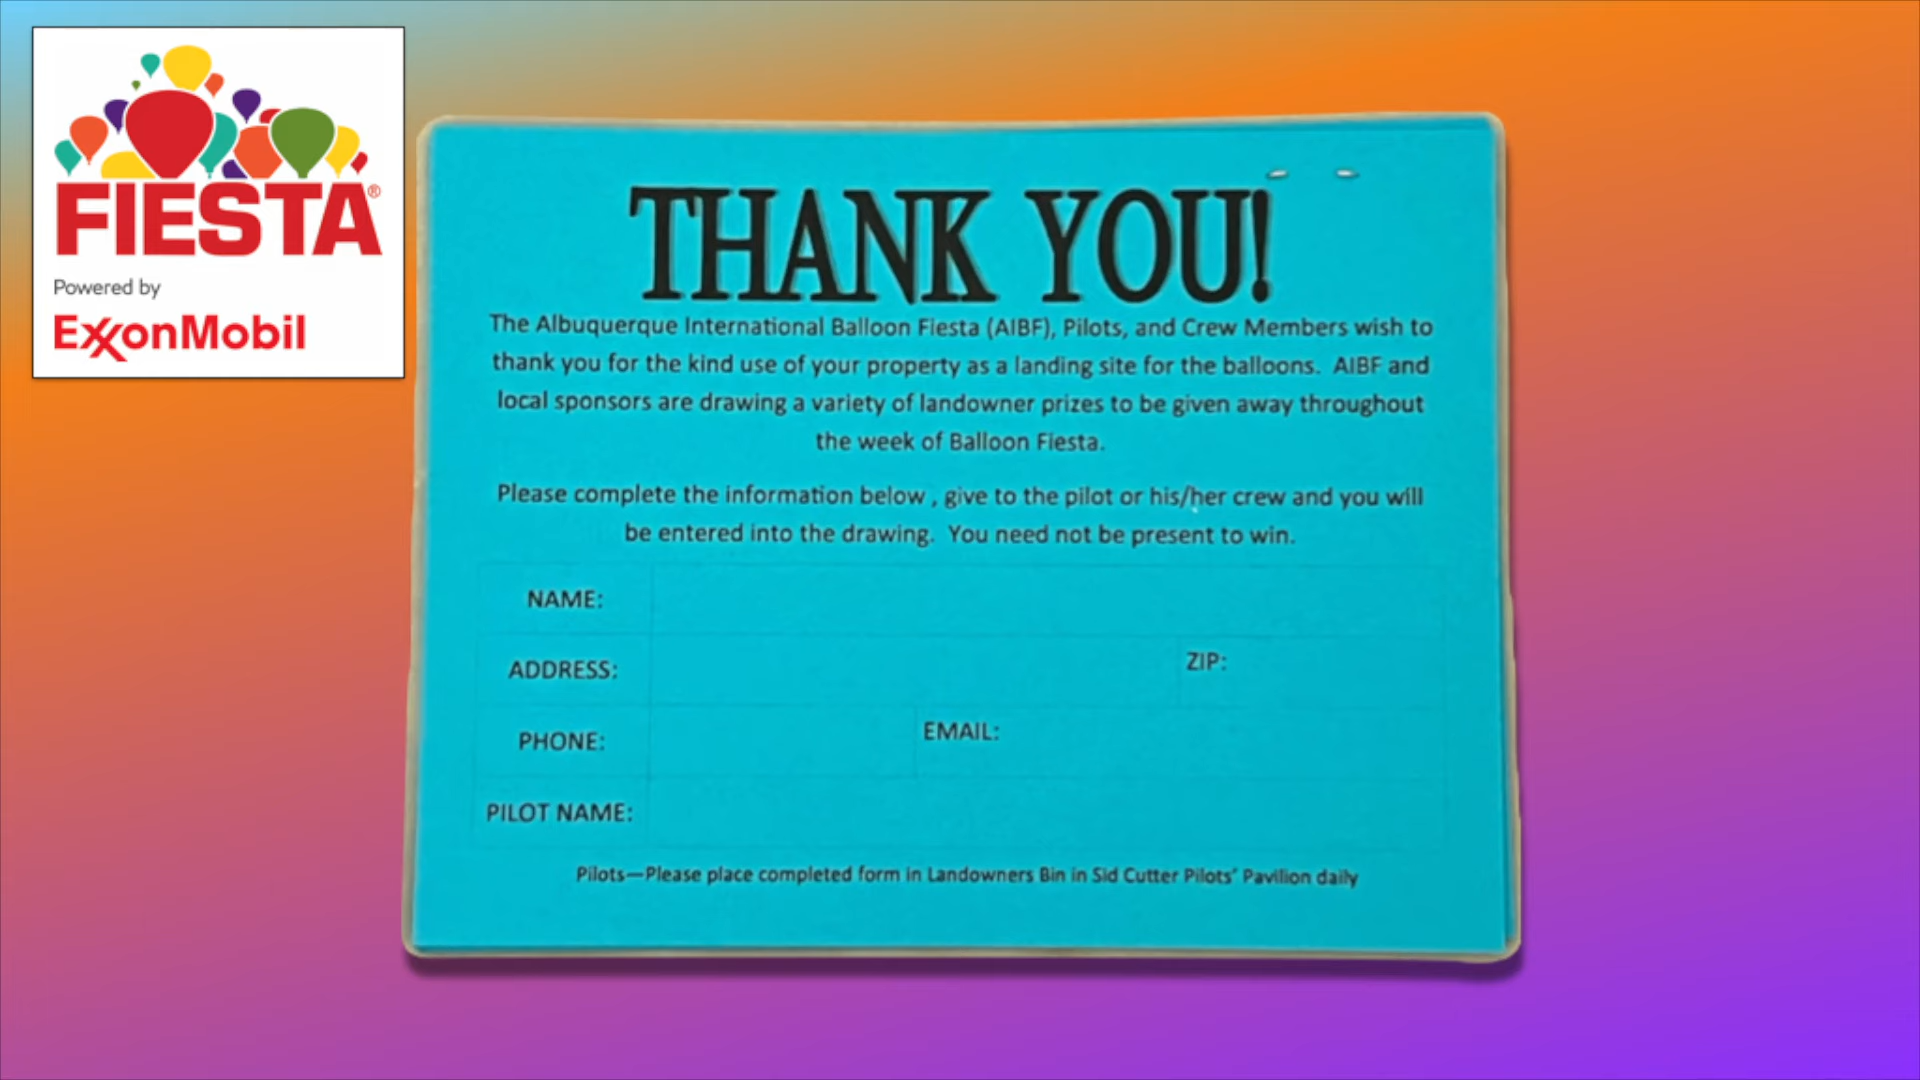 FIESTA®
Powered by
ExxonMobil
THANK YOU!
The Albuquerque International Balloon Fiesta (AIBF), Pilots, and Crew Members wish to
thank you for the kind use of your property as a landing site for the balloons. AIBF and
local sponsors are drawing a variety of landowner prizes to be given away throughout
the week of Balloon Fiesta.
Please complete the information below , give to the pilot or his/her crew and you will
be entered into the drawing. You need not be present to win.
NAME:
ADDRESS:
ZIP:
PHONE:
EMAIL:
PILOT NAME:
Pilots—Please place completed form in Landowners Bin in Sid Cutter Pilots' Pavilion daily